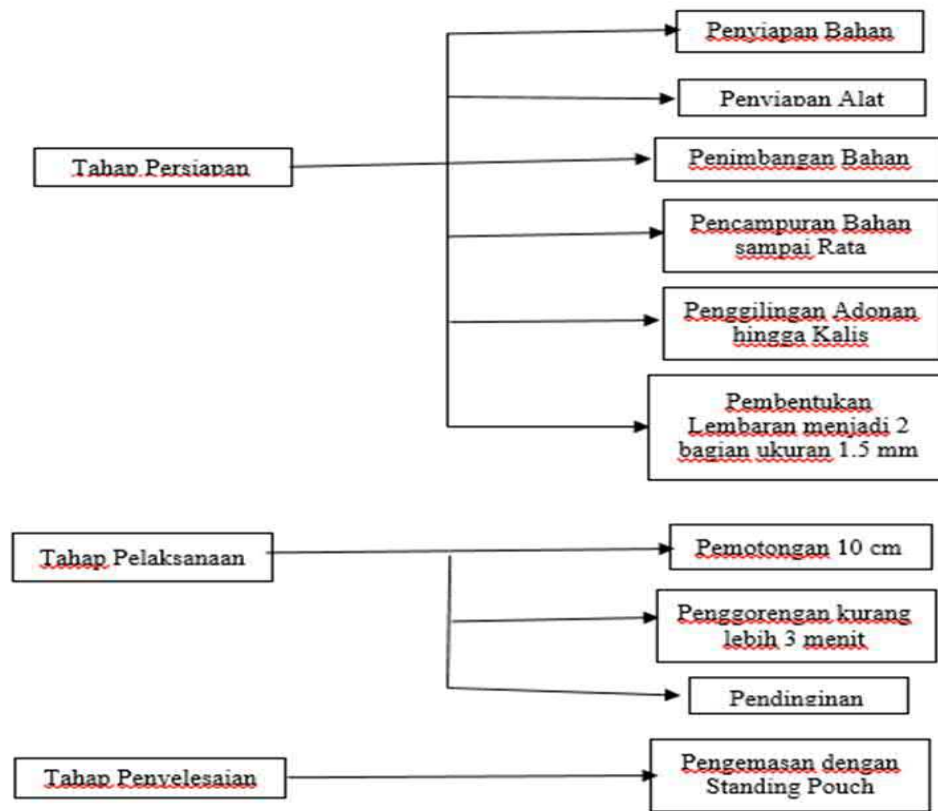 Penyiapan Bahan
Penyiapan Alat
Tahap Persiapan
Penimbangan Bahan
Pencampuran Bahan
sampai Rata
Penggilingan Adonan
hingga Kalis
Pembentukan
Lembaran menjadi 2
bagian ukuran 1.5 mm
Tahap Pelaksanaan
Pemotongan 10 cm
Penggorengan kurang
lebih 3 menit
Pendinginan
Tahap Penyelesaian
Pengemasan dengan
Standing Pouch